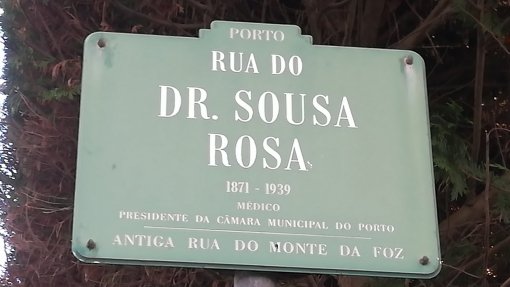 PORTO
RUA DO
DR. SOUSA
ROSA
1871 - 1939
MÉDICO
PRESIDENTE DA CÂMARA MUNICIPAL DO PORTO
ANTIGA RUA DO MONTE DA FOZ